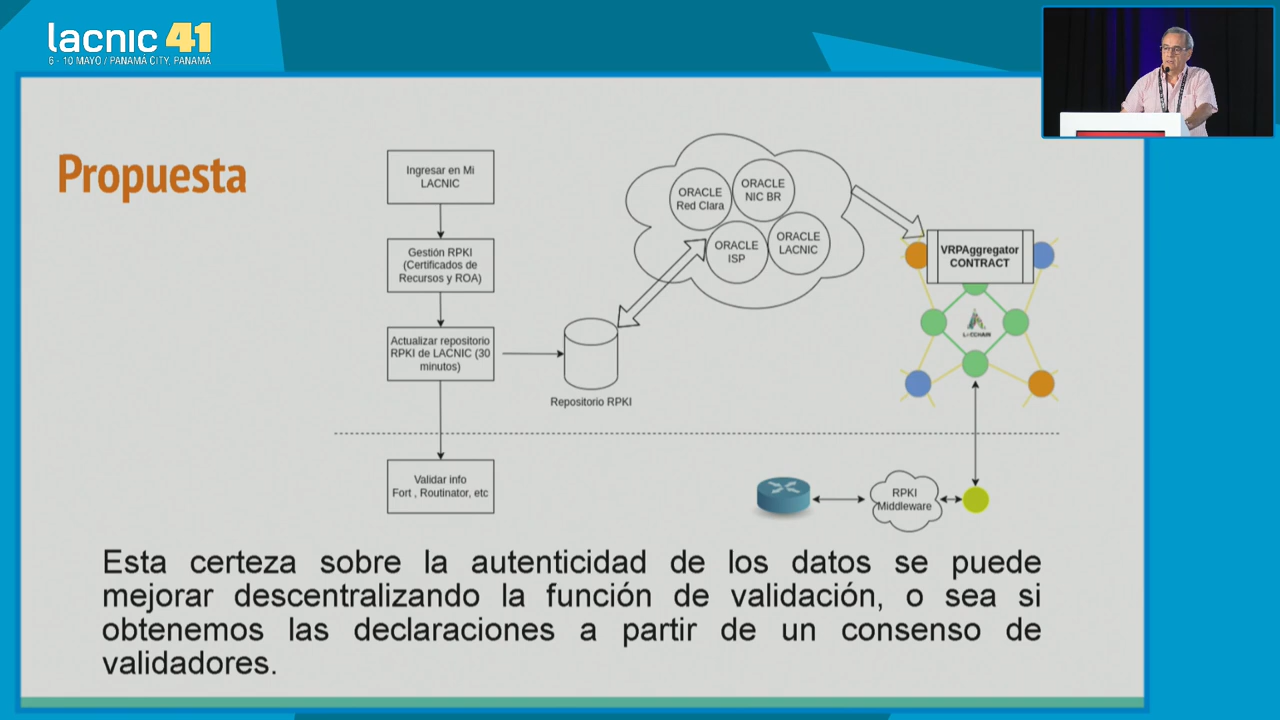 lacnic 41
6 - 10 MAYO / PANAMÁ CITY, PANAMÁ
Propuesta
Ingresar en Mi
LACNIC
Gestión RPKI
(Certificados de
Recursos y ROA)
Actualizar repositorio
RPKI de LACNIC (30
minutos)
Validar info
Fort , Routinator, etc
Repositorio RPKI
ORACLE
Red Clara
ORACLE
NIC BR
ORACLE
ISP
ORACLE
LACNIC
VRPAggregator
CONTRACT
RPKI
Middleware
Esta certeza sobre la autenticidad de los datos se puede
mejorar descentralizando la función de validación, o sea si
obtenemos las declaraciones a partir de un consenso de
validadores.